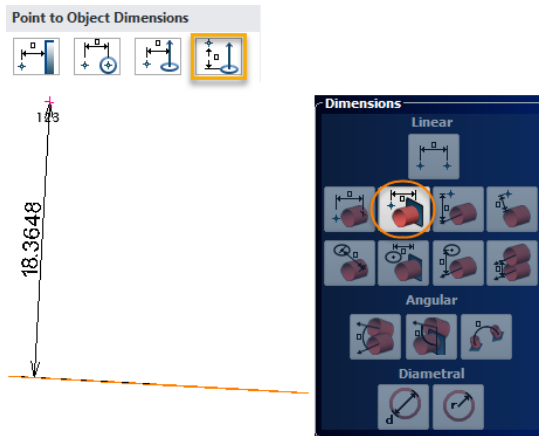 Point to Object Dimensions
123
18.3648
Dimensions
Linear
Angular
Diametral
d
r